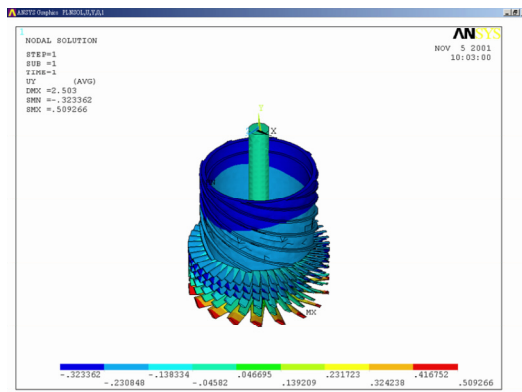 ANSYS Graphics PLNSOL,U,Y,0,1
1
NODAL SOLUTION
STEP=1
SUB =1
TIME=1
UY (AVG)
DMX =2.503
SMN =-.323362
SMX =.509266
ANSYS
NOV 5 2001
10:03:00
Y
X
MX
-.323362 -.138334 .046695 .231723 .416752
-.230848 -.04582 .139209 .324238 .509266